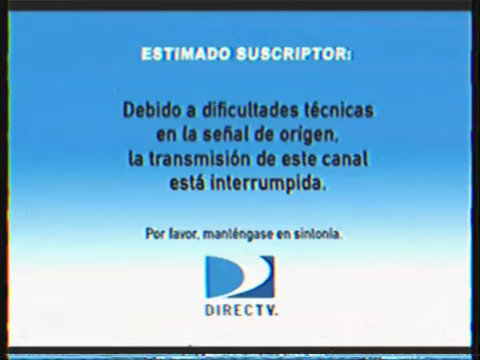 ESTIMADO SUSCRIPTOR:
Debido a dificultades técnicas
en la señal de origen,
la transmisión de este canal
está interrumpida.
Por favor, manténgase en sintonía.
DIRECTV.